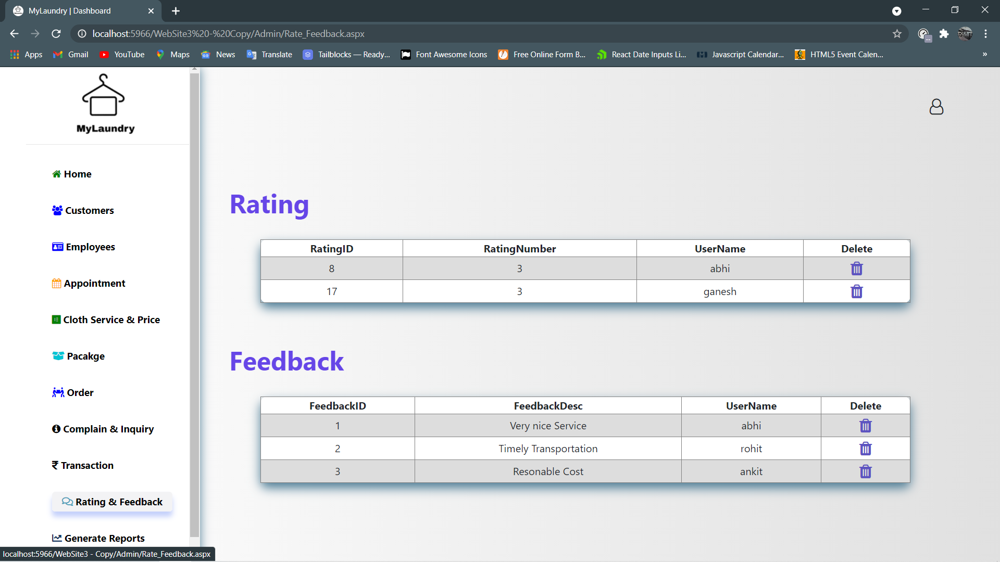 MyLaundry | Dashboard
localhost:5966/WebSite3%20-%20Copy/Admin/Rate_Feedback.aspx
Apps Gmail YouTube Maps News Translate Tailblocks — Ready... Font Awesome Icons Free Online Form B... React Date Inputs Li... Javascript Calendar... HTML5 Event Calen... »
MyLaundry
Home
Customers
Employees
Appointment
Cloth Service & Price
Pacakge
Order
Complain & Inquiry
₹ Transaction
Rating & Feedback
Generate Reports
Rating
RatingID RatingNumber UserName Delete
8 3 abhi
17 3 ganesh
Feedback
FeedbackID FeedbackDesc UserName Delete
1 Very nice Service abhi
2 Timely Transportation rohit
3 Resonable Cost ankit
localhost:5966/WebSite3 - Copy/Admin/Rate_Feedback.aspx